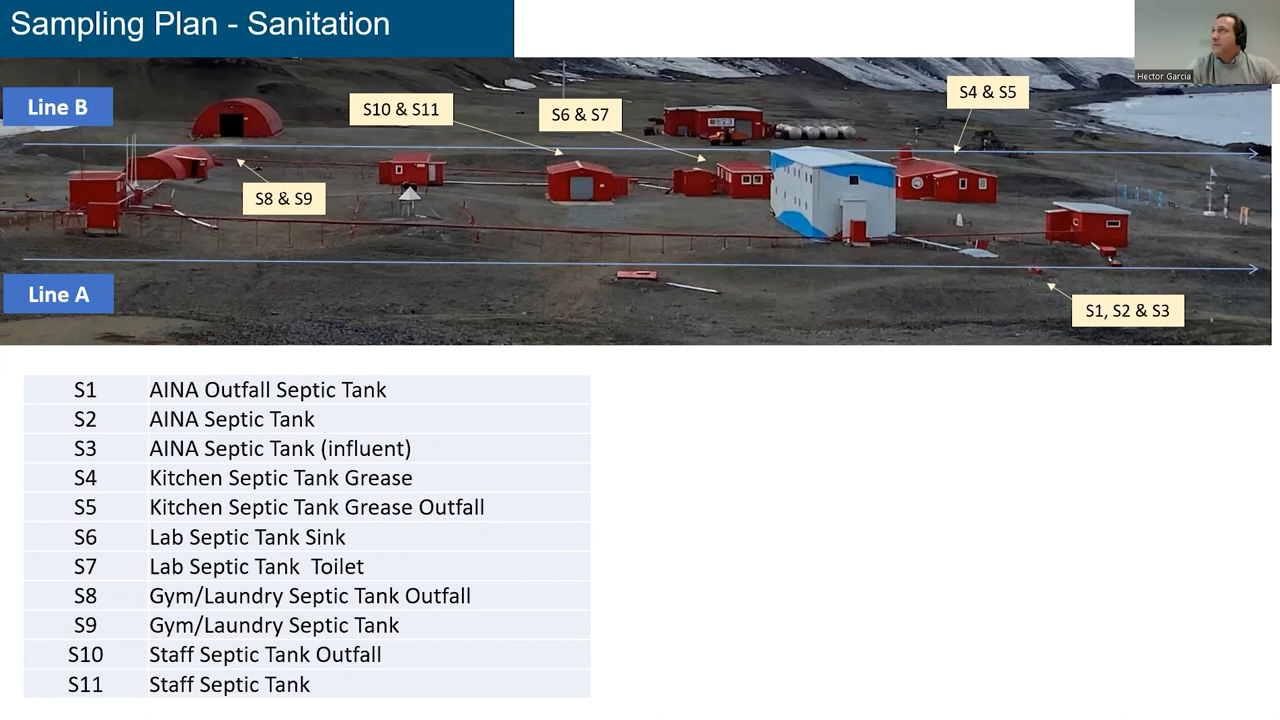 Sampling Plan - Sanitation
Hector Garcia
Line B
S10 & S11
S6 & S7
S4 & S5
S8 & S9
Line A
S1, S2 & S3
S1 AINA Outfall Septic Tank
S2 AINA Septic Tank
S3 AINA Septic Tank (influent)
S4 Kitchen Septic Tank Grease
S5 Kitchen Septic Tank Grease Outfall
S6 Lab Septic Tank Sink
S7 Lab Septic Tank  Toilet
S8 Gym/Laundry Septic Tank Outfall
S9 Gym/Laundry Septic Tank
S10 Staff Septic Tank Outfall
S11 Staff Septic Tank